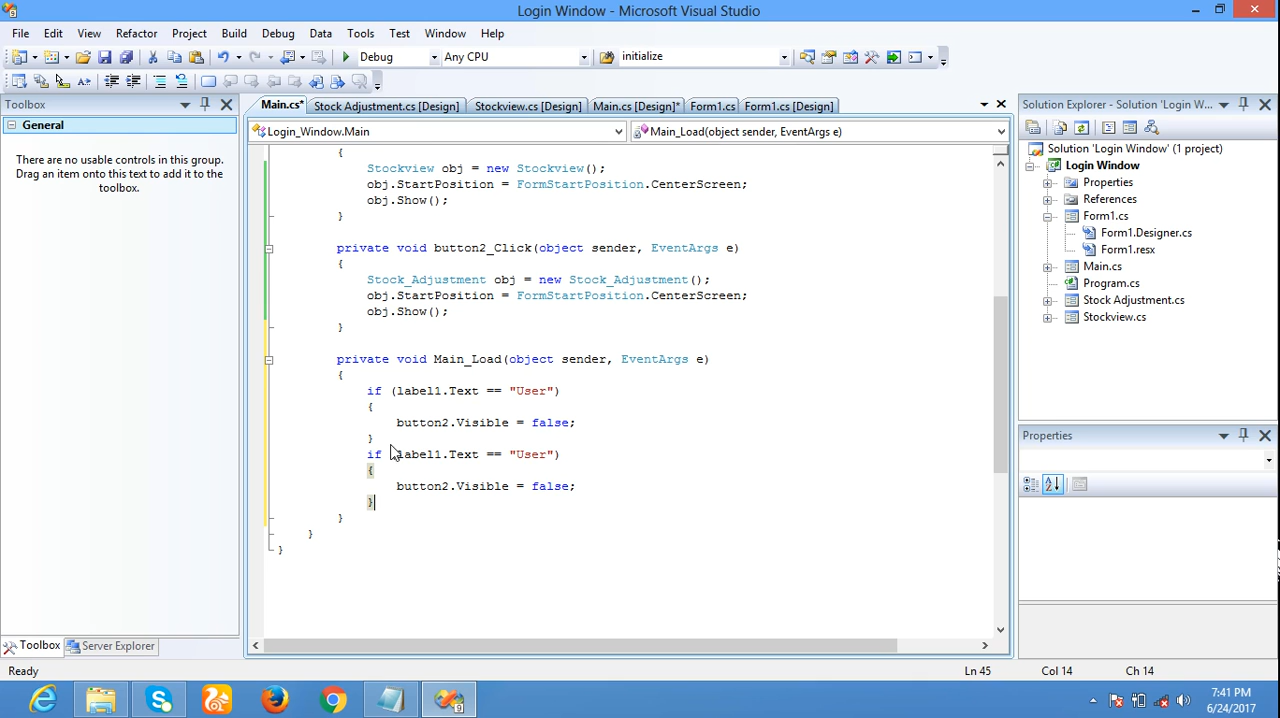 Login Window - Microsoft Visual Studio
File Edit View Refactor Project Build Debug Data Tools Test Window Help
Debug Any CPU initialize
Toolbox
General
There are no usable controls in this group.
Drag an item onto this text to add it to the
toolbox.
Toolbox Server Explorer
Main.cs* Stock Adjustment.cs [Design] Stockview.cs [Design] Main.cs [Design]* Form1.cs Form1.cs [Design]
Login_Window.Main Main_Load(object sender, EventArgs e)
{
Stockview obj = new Stockview();
obj.StartPosition = FormStartPosition.CenterScreen;
obj.Show();
}
private void button2_Click(object sender, EventArgs e)
{
Stock_Adjustment obj = new Stock_Adjustment();
obj.StartPosition = FormStartPosition.CenterScreen;
obj.Show();
}
private void Main_Load(object sender, EventArgs e)
{
if (label1.Text == "User")
{
button2.Visible = false;
}
if (label1.Text == "User")
{
button2.Visible = false;
}
}
}
}
Solution Explorer - Solution 'Login W...
Solution 'Login Window' (1 project)
Login Window
Properties
References
Form1.cs
Form1.Designer.cs
Form1.resx
Main.cs
Program.cs
Stock Adjustment.cs
Stockview.cs
Properties
Ready Ln 45 Col 14 Ch 14
7:41 PM
6/24/2017